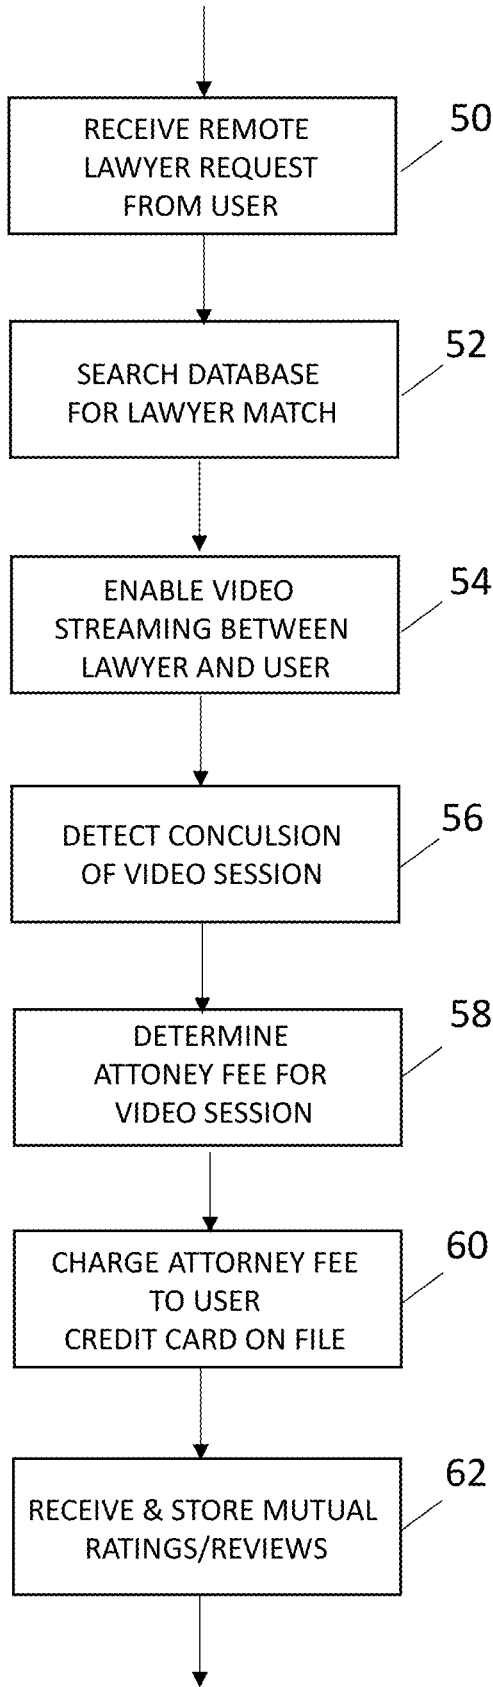 RECEIVE REMOTE
LAWYER REQUEST
FROM USER
50
SEARCH DATABASE
FOR LAWYER MATCH
52
ENABLE VIDEO
STREAMING BETWEEN
LAWYER AND USER
54
DETECT CONCULSION
OF VIDEO SESSION
56
DETERMINE
ATTONEY FEE FOR
VIDEO SESSION
58
CHARGE ATTORNEY FEE
TO USER
CREDIT CARD ON FILE
60
RECEIVE & STORE MUTUAL
RATINGS/REVIEWS
62